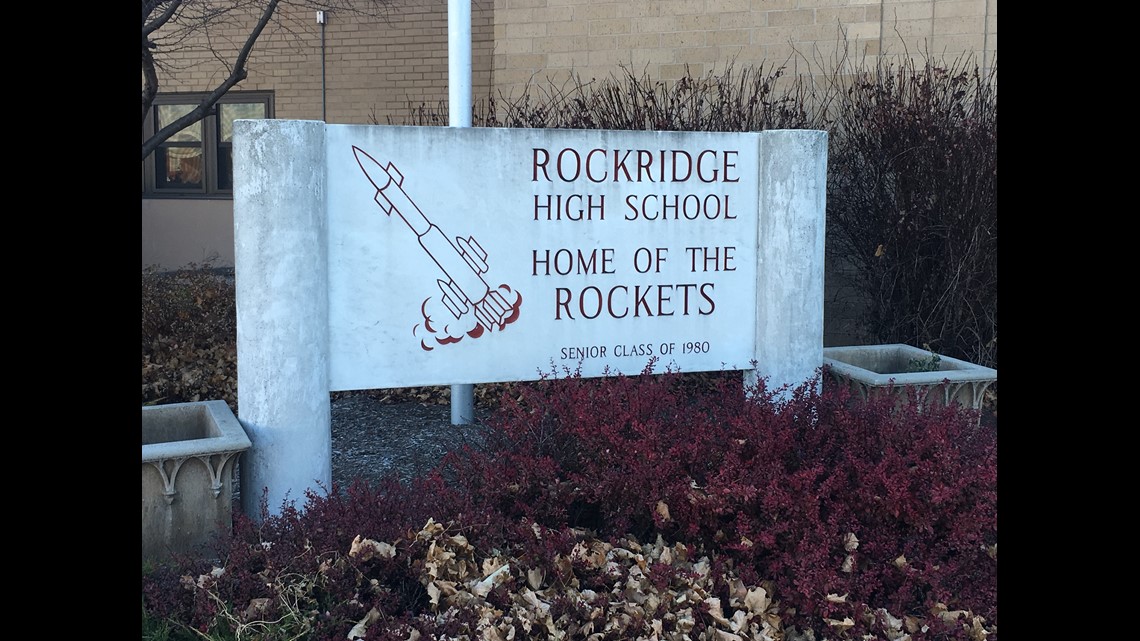 ROCKRIDGE
HIGH SCHOOL
HOME OF THE
ROCKETS
SENIOR CLASS OF 1980